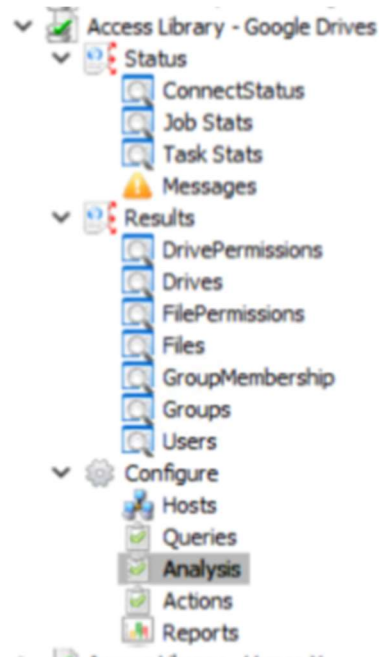 Access Library - Google Drives
Status
ConnectStatus
Job Stats
Task Stats
Messages
Results
DrivePermissions
Drives
FilePermissions
Files
GroupMembership
Groups
Users
Configure
Hosts
Queries
Analysis
Actions
Reports